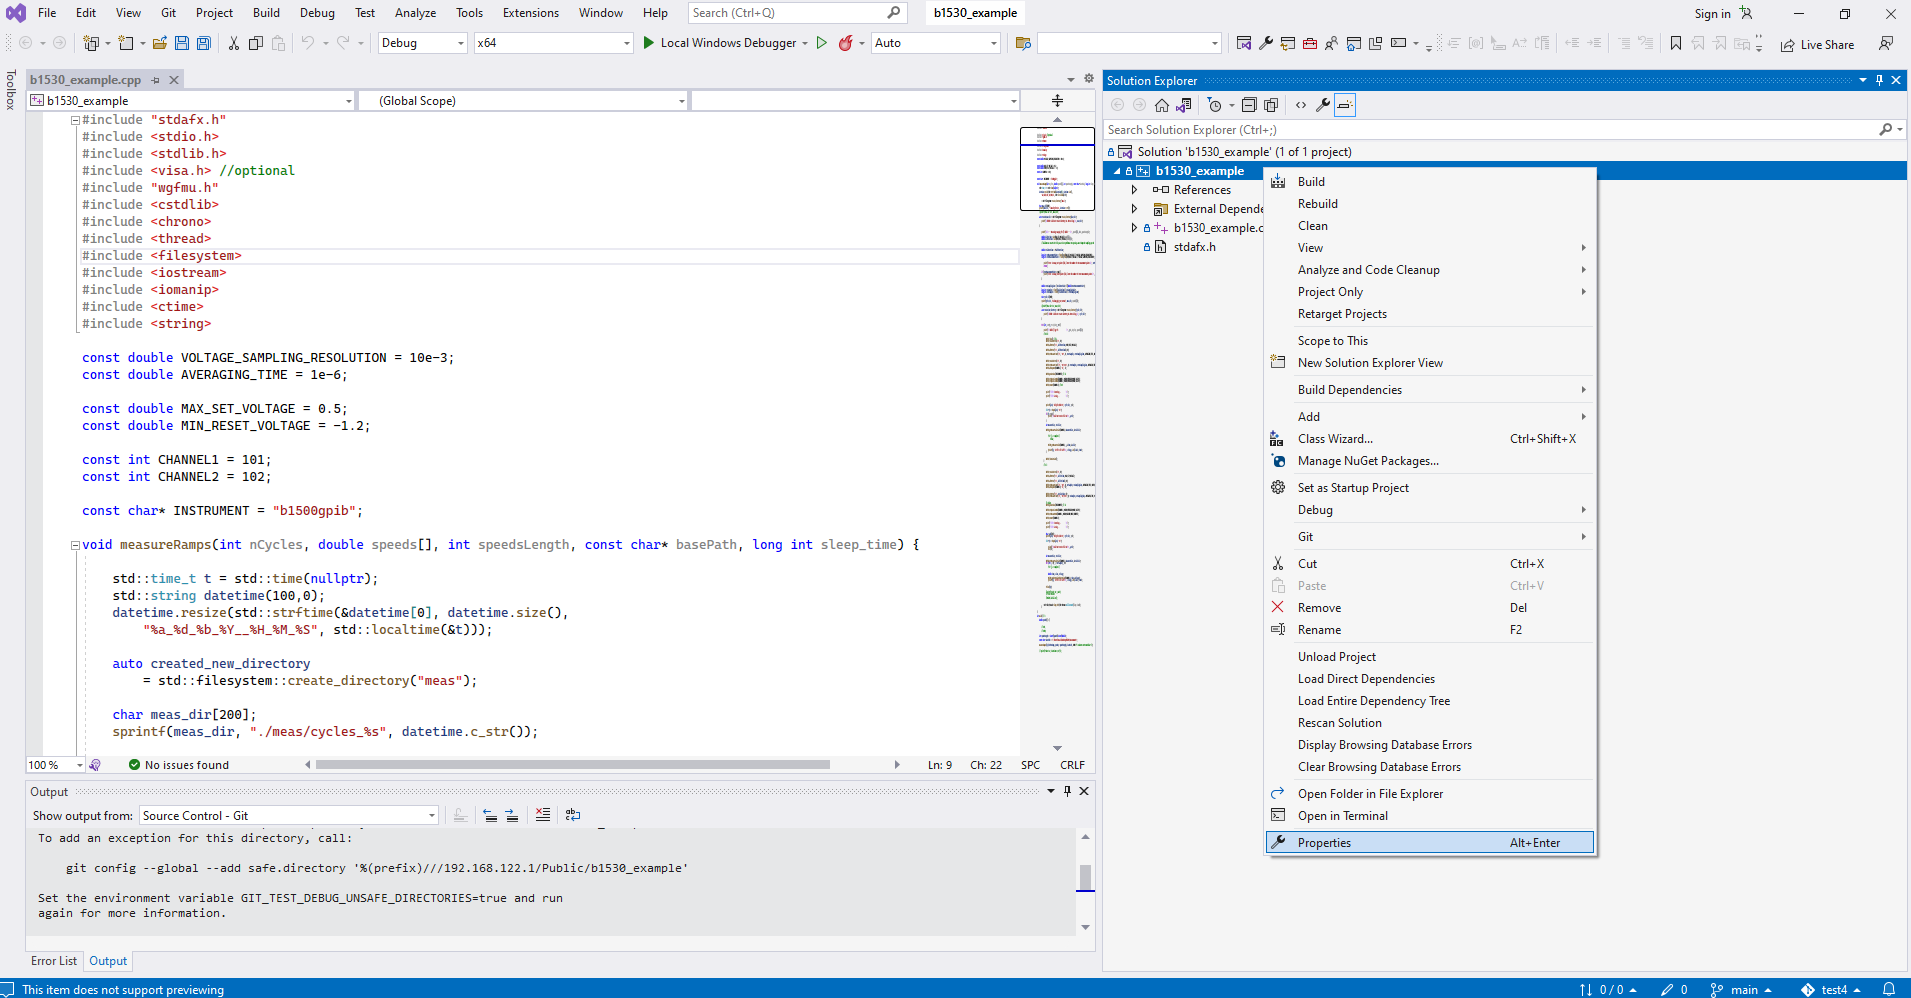 File Edit View Git Project Build Debug Test Analyze Tools Extensions Window Help Search (Ctrl+Q) b1530_example Sign in
Debug x64 Local Windows Debugger Auto Live Share
Toolbox
b1530_example.cpp
b1530_example (Global Scope)
#include "stdafx.h"
#include <stdio.h>
#include <stdlib.h>
#include <visa.h> //optional
#include "wgfmu.h"
#include <cstdlib>
#include <chrono>
#include <thread>
#include <filesystem>
#include <iostream>
#include <iomanip>
#include <ctime>
#include <string>
const double VOLTAGE_SAMPLING_RESOLUTION = 10e-3;
const double AVERAGING_TIME = 1e-6;
const double MAX_SET_VOLTAGE = 0.5;
const double MIN_RESET_VOLTAGE = -1.2;
const int CHANNEL1 = 101;
const int CHANNEL2 = 102;
const char* INSTRUMENT = "b1500gpib";
void measureRamps(int nCycles, double speeds[], int speedsLength, const char* basePath, long int sleep_time) {
std::time_t t = std::time(nullptr);
std::string datetime(100,0);
datetime.resize(std::strftime(&datetime[0], datetime.size(),
"%a_%d_%b_%Y__%H_%M_%S", std::localtime(&t)));
auto created_new_directory
= std::filesystem::create_directory("meas");
char meas_dir[200];
sprintf(meas_dir, "./meas/cycles_%s", datetime.c_str());
100 % No issues found Ln: 9 Ch: 22 SPC CRLF
Output
Show output from: Source Control - Git
To add an exception for this directory, call:
git config --global --add safe.directory '%(prefix)///192.168.122.1/Public/b1530_example'
Set the environment variable GIT_TEST_DEBUG_UNSAFE_DIRECTORIES=true and run
again for more information.
Error List Output
Solution Explorer
Search Solution Explorer (Ctrl+;)
Solution 'b1530_example' (1 of 1 project)
b1530_example
References
External Depende
b1530_example.c
stdafx.h
Build
Rebuild
Clean
View
Analyze and Code Cleanup
Project Only
Retarget Projects
Scope to This
New Solution Explorer View
Build Dependencies
Add
Class Wizard... Ctrl+Shift+X
Manage NuGet Packages...
Set as Startup Project
Debug
Git
Cut Ctrl+X
Paste Ctrl+V
Remove Del
Rename F2
Unload Project
Load Direct Dependencies
Load Entire Dependency Tree
Rescan Solution
Display Browsing Database Errors
Clear Browsing Database Errors
Open Folder in File Explorer
Open in Terminal
Properties Alt+Enter
This item does not support previewing 0 / 0 0 main test4